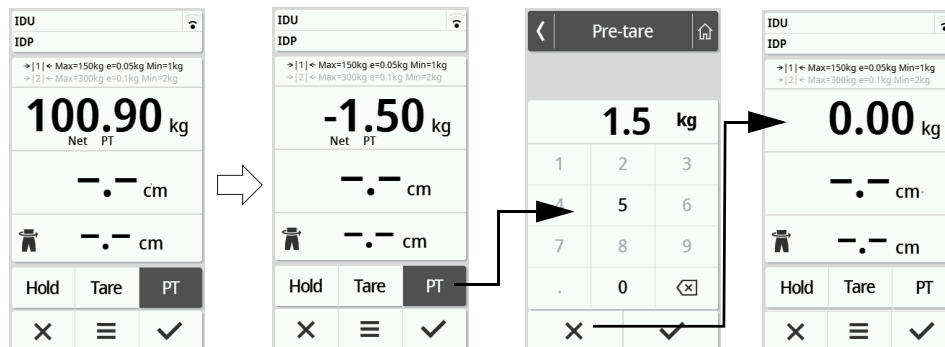 IDU
IDP
→|1|← Max=150kg e=0.05kg Min=1kg
→|2|← Max=300kg e=0.1kg Min=2kg
100.90 kg
Net PT
-.- cm
-.- cm
Hold Tare PT
IDU
IDP
→|1|← Max=150kg e=0.05kg Min=1kg
→|2|← Max=300kg e=0.1kg Min=2kg
-1.50 kg
Net PT
-.- cm
-.- cm
Hold Tare PT
Pre-tare
1.5 kg
1 2 3
4 5 6
7 8 9
. 0
IDU
IDP
→|1|← Max=150kg e=0.05kg Min=1kg
→|2|← Max=300kg e=0.1kg Min=2kg
0.00 kg
-.- cm
-.- cm
Hold Tare PT